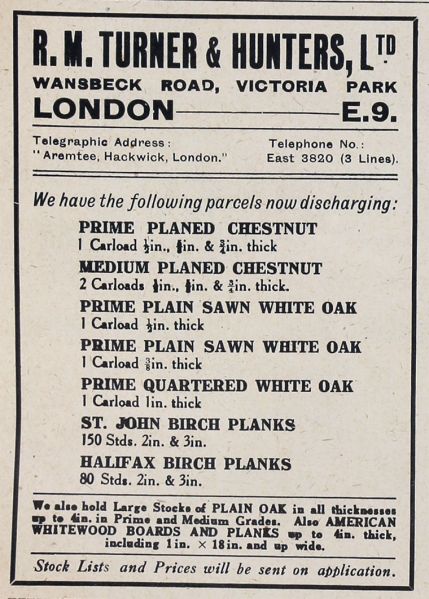 R. M. TURNER & HUNTERS, LTD
WANSBECK ROAD, VICTORIA PARK
LONDON — E.9.
Telegraphic Address:
"Aremtee, Hackwick, London."
Telephone No.:
East 3820 (3 Lines).
We have the following parcels now discharging:
PRIME PLANED CHESTNUT
1 Carload ½in., ⅝in. & ¾in. thick
MEDIUM PLANED CHESTNUT
2 Carloads ½in., ⅝in. & ¾in. thick.
PRIME PLAIN SAWN WHITE OAK
1 Carload ½in. thick
PRIME PLAIN SAWN WHITE OAK
1 Carload thick
PRIME QUARTERED WHITE OAK
1 Carload 1in. thick
ST. JOHN BIRCH PLANKS
150 Stds. 2in. & 3in.
HALIFAX BIRCH PLANKS
80 Stds. 2in. & 3in.
We also hold Large Stocks of PLAIN OAK in all thicknesses
up to 4in. in Prime and Medium Grades. Also AMERICAN
WHITEWOOD BOARDS AND PLANKS up to 4in. thick,
including 1in. × 18in. and up wide.
Stock Lists and Prices will be sent on application.